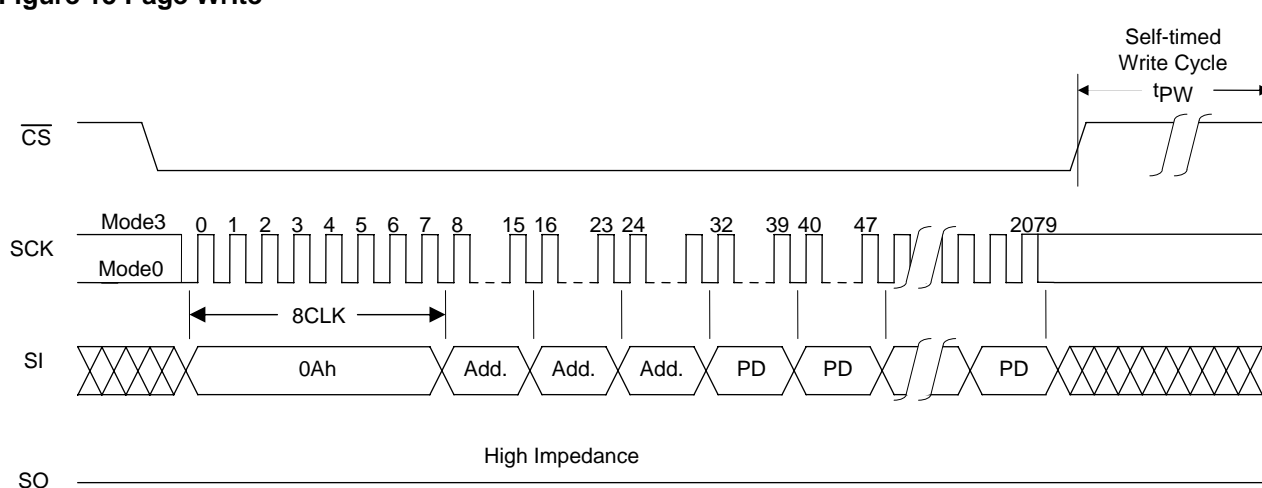 Figure 13 Page Write
Self-timed
Write Cycle
tPW
CS
Mode3 0 1 2 3 4 5 6 7 8 15 16 23 24 32 39 40 47 2079
SCK
Mode0
8CLK
SI 0Ah Add. Add. Add. PD PD PD
High Impedance
SO